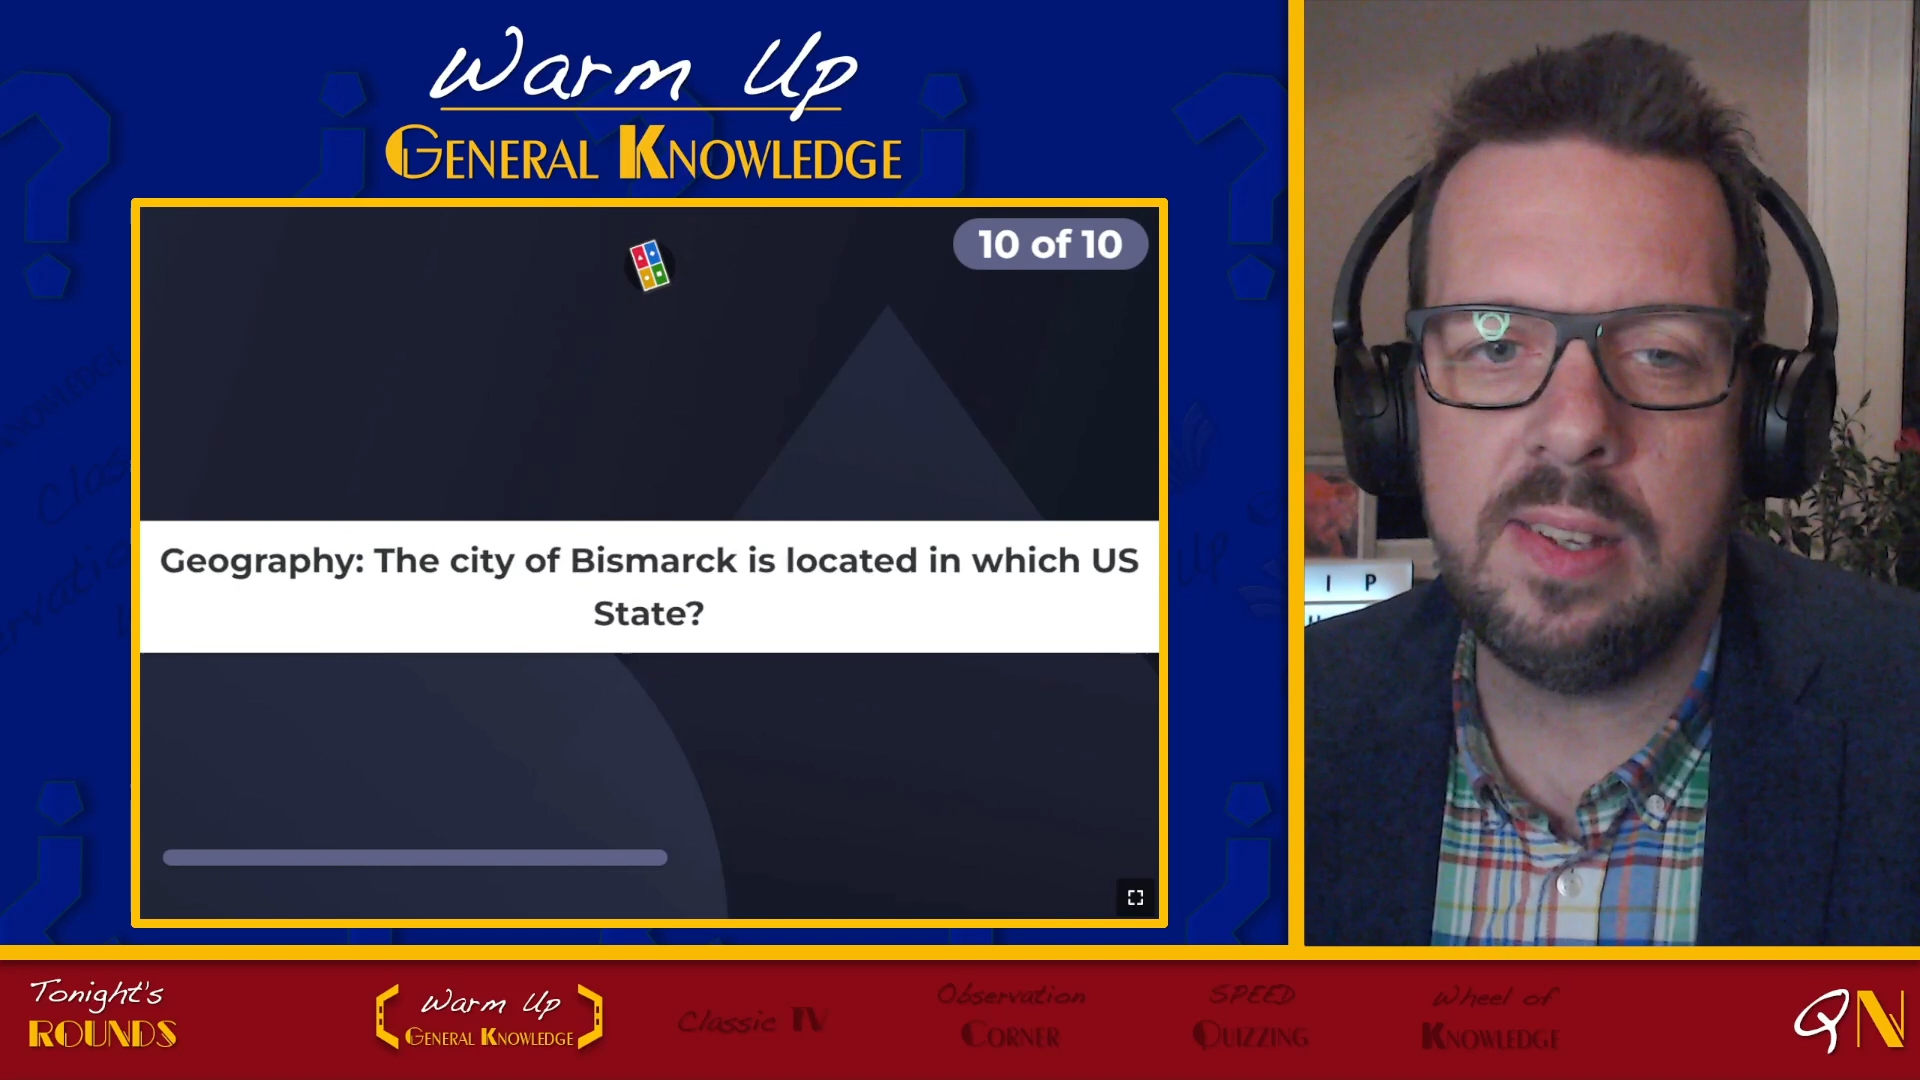 Warm Up
GENERAL KNOWLEDGE
10 of 10
Geography: The city of Bismarck is located in which US
State?
I P
Tonight's
ROUNDS
Warm Up
GENERAL KNOWLEDGE
Classic TV
Observation
CORNER
SPEED
QUIZZING
Wheel of
KNOWLEDGE
QN